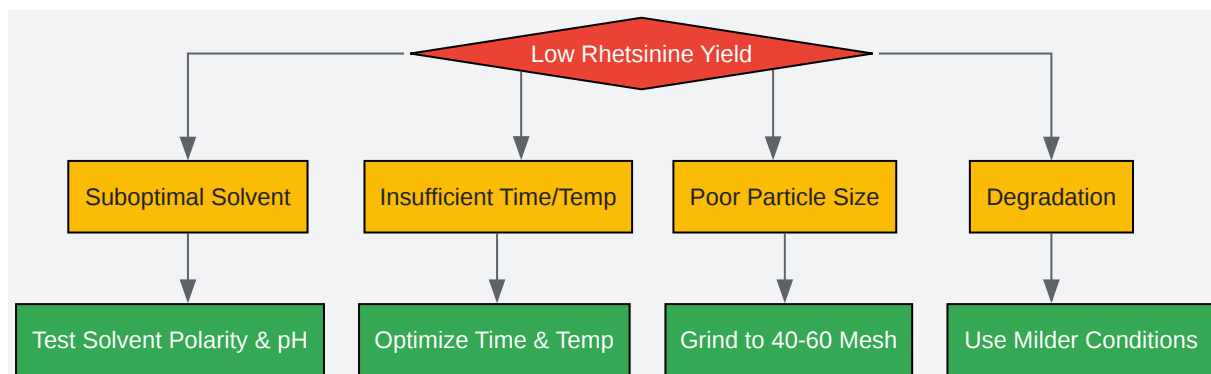 Low Rhetsinine Yield
Suboptimal Solvent
Insufficient Time/Temp
Poor Particle Size
Degradation
Test Solvent Polarity & pH
Optimize Time & Temp
Grind to 40-60 Mesh
Use Milder Conditions